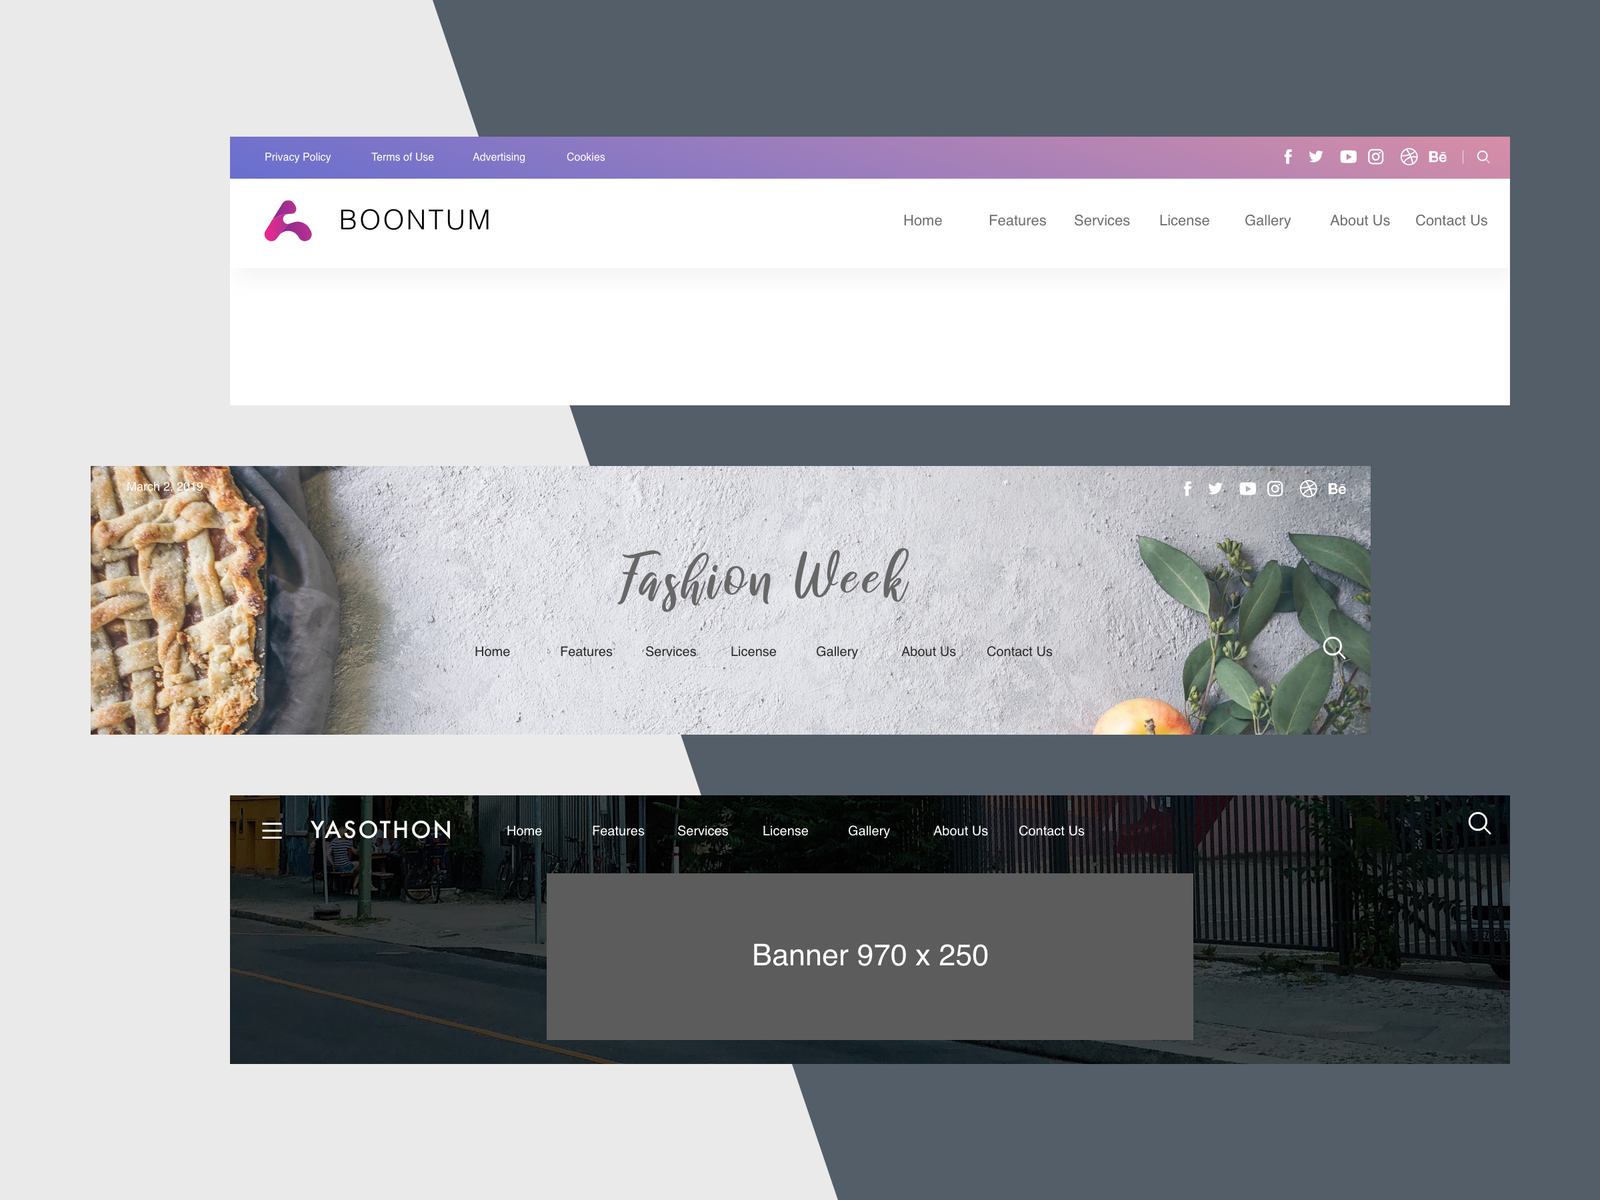 Privacy Policy Terms of Use Advertising Cookies Bē
BOONTUM Home Features Services License Gallery About Us Contact Us
March 2, 2019 Bē
Fashion Week
Home Features Services License Gallery About Us Contact Us
YASOTHON Home Features Services License Gallery About Us Contact Us
Banner 970 x 250